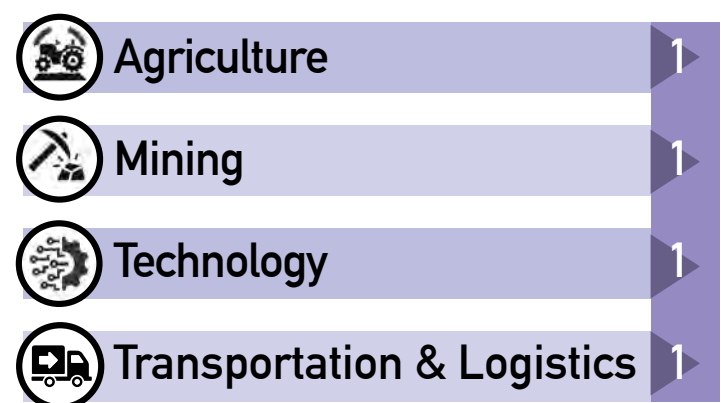 Agriculture 1
Mining 1
Technology 1
Transportation & Logistics 1